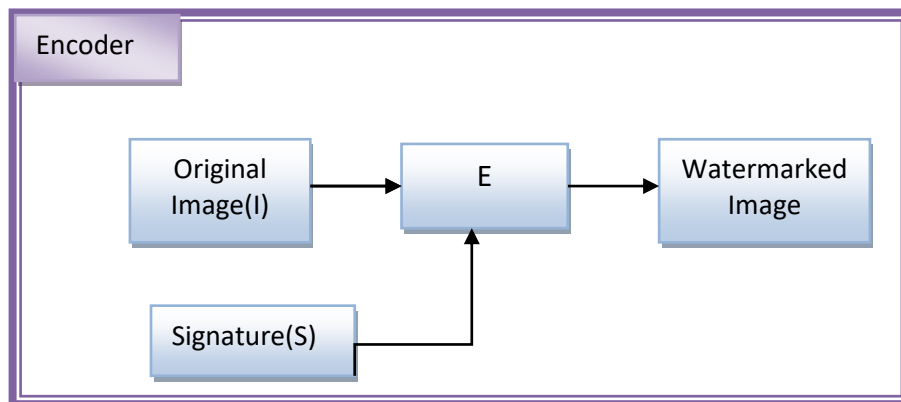 Encoder
Original
Image(I)
E
Watermarked
Image
Signature(S)